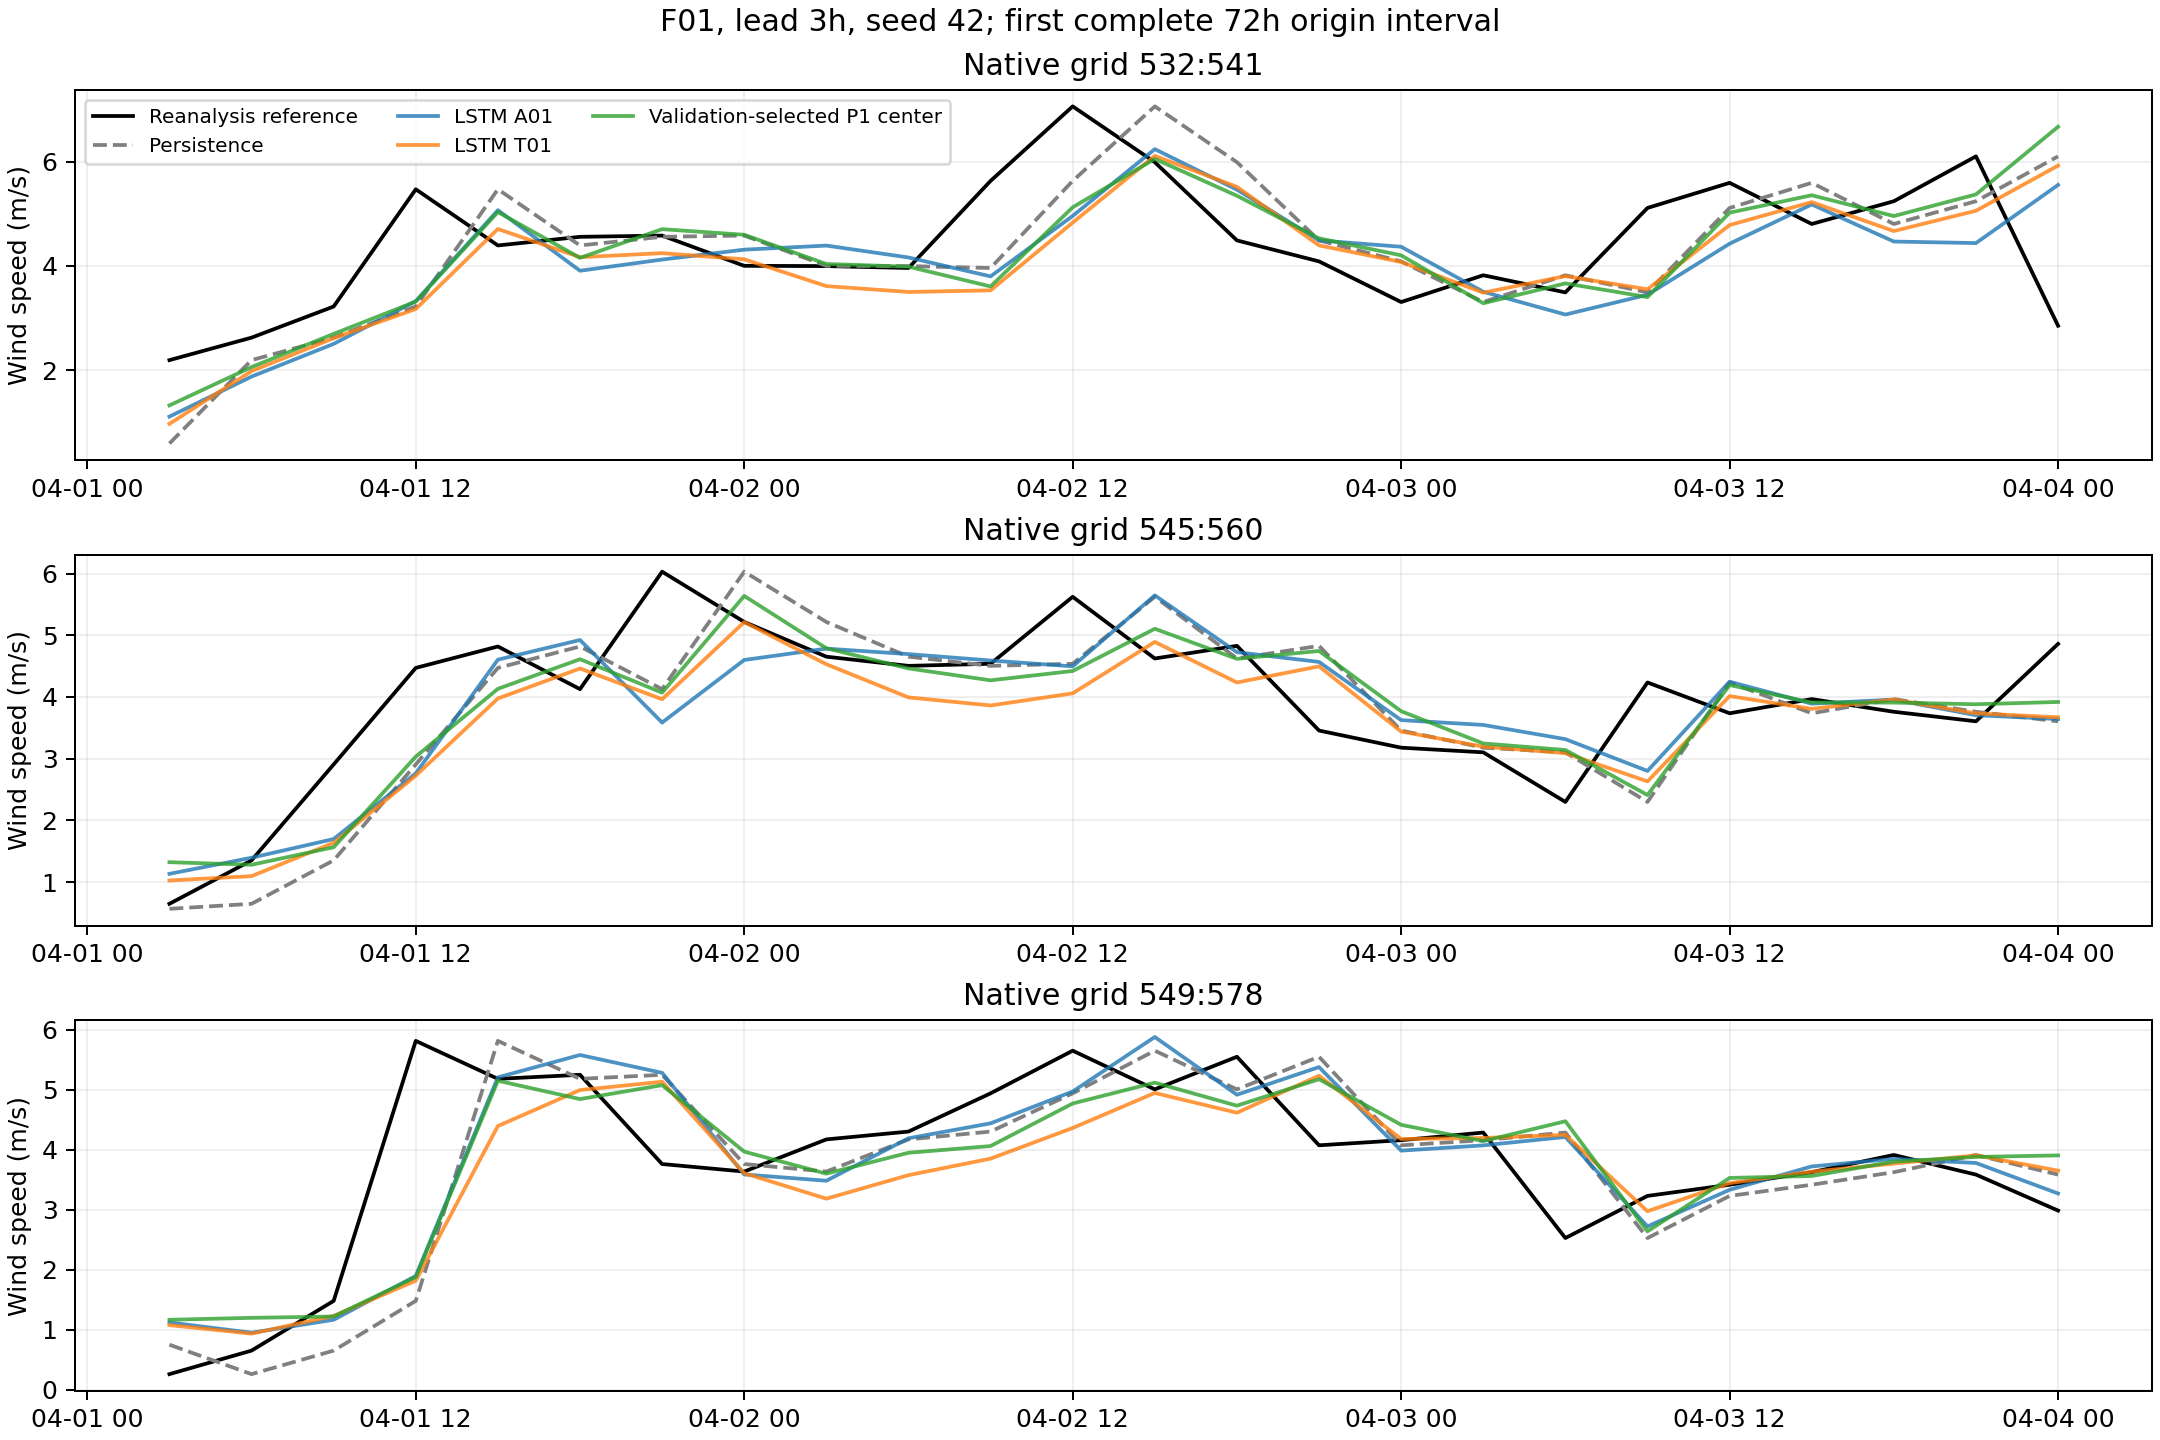 F01, lead 3h, seed 42; first complete 72h origin interval
Native grid 532:541
Reanalysis reference
Persistence
LSTM A01
LSTM T01
Validation-selected P1 center
Wind speed (m/s)
6
4
2
04-01 00 04-01 12 04-02 00 04-02 12 04-03 00 04-03 12 04-04 00
Native grid 545:560
Wind speed (m/s)
6
5
4
3
2
1
04-01 00 04-01 12 04-02 00 04-02 12 04-03 00 04-03 12 04-04 00
Native grid 549:578
Wind speed (m/s)
6
5
4
3
2
1
0
04-01 00 04-01 12 04-02 00 04-02 12 04-03 00 04-03 12 04-04 00